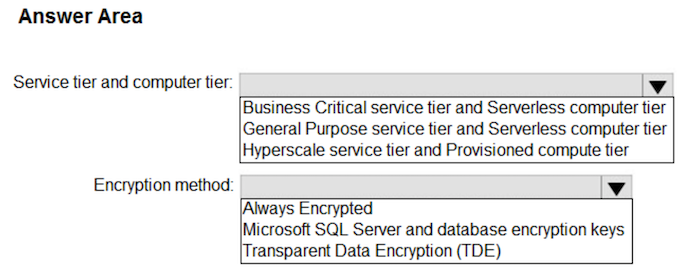 Answer Area
Service tier and computer tier:
Business Critical service tier and Serverless computer tier
General Purpose service tier and Serverless computer tier
Hyperscale service tier and Provisioned compute tier
Encryption method:
Always Encrypted
Microsoft SQL Server and database encryption keys
Transparent Data Encryption (TDE)